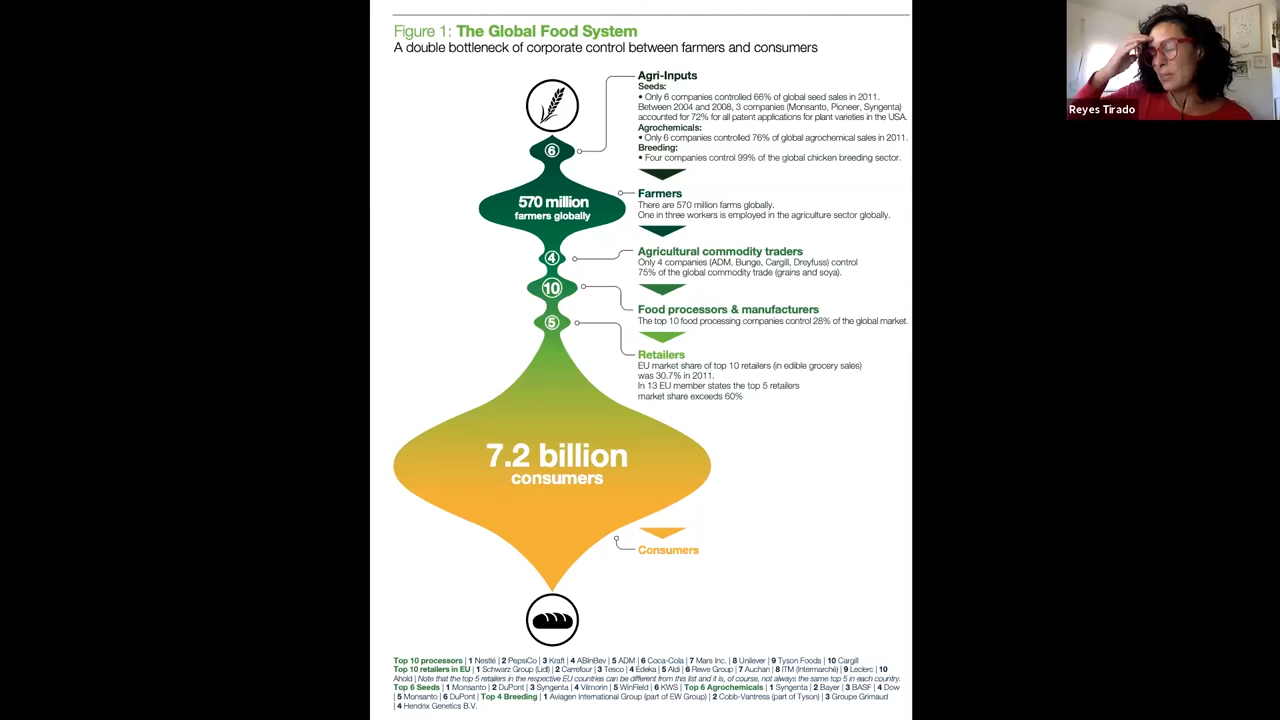 Figure 1: The Global Food System
A double bottleneck of corporate control between farmers and consumers
Reyes Tirado
Agri-Inputs
Seeds:
• Only 6 companies controlled 66% of global seed sales in 2011.
Between 2004 and 2008, 3 companies (Monsanto, Pioneer, Syngenta)
accounted for 72% for all patent applications for plant varieties in the USA.
Agrochemicals:
• Only 6 companies controlled 76% of global agrochemical sales in 2011.
Breeding:
• Four companies control 99% of the global chicken breeding sector.
6
570 million
farmers globally
Farmers
There are 570 million farms globally.
One in three workers is employed in the agriculture sector globally.
4
Agricultural commodity traders
Only 4 companies (ADM, Bunge, Cargill, Dreyfuss) control
75% of the global commodity trade (grains and soya).
10
Food processors & manufacturers
The top 10 food processing companies control 28% of the global market.
5
Retailers
EU market share of top 10 retailers (in edible grocery sales)
was 30.7% in 2011.
In 13 EU member states the top 5 retailers
market share exceeds 60%
7.2 billion
consumers
Consumers
Top 10 processors | 1 Nestlé | 2 PepsiCo | 3 Kraft | 4 ABInBev | 5 ADM | 6 Coca-Cola | 7 Mars Inc. | 8 Unilever | 9 Tyson Foods | 10 Cargill
Top 10 retailers in EU | 1 Schwarz Group (Lidl) | 2 Carrefour | 3 Tesco | 4 Edeka | 5 Aldi | 6 Rewe Group | 7 Auchan | 8 ITM (Intermarché) | 9 Leclerc | 10
Ahold | Note that the top 5 retailers in the respective EU countries can be different from this list and it is, of course, not always the same top 5 in each country.
Top 6 Seeds | 1 Monsanto | 2 DuPont | 3 Syngenta | 4 Vilmorin | 5 WinField | 6 KWS | Top 6 Agrochemicals | 1 Syngenta | 2 Bayer | 3 BASF | 4 Dow
| 5 Monsanto | 6 DuPont | Top 4 Breeding | 1 Aviagen International Group (part of EW Group) | 2 Cobb-Vantress (part of Tyson) | 3 Groupe Grimaud
| 4 Hendrix Genetics B.V.